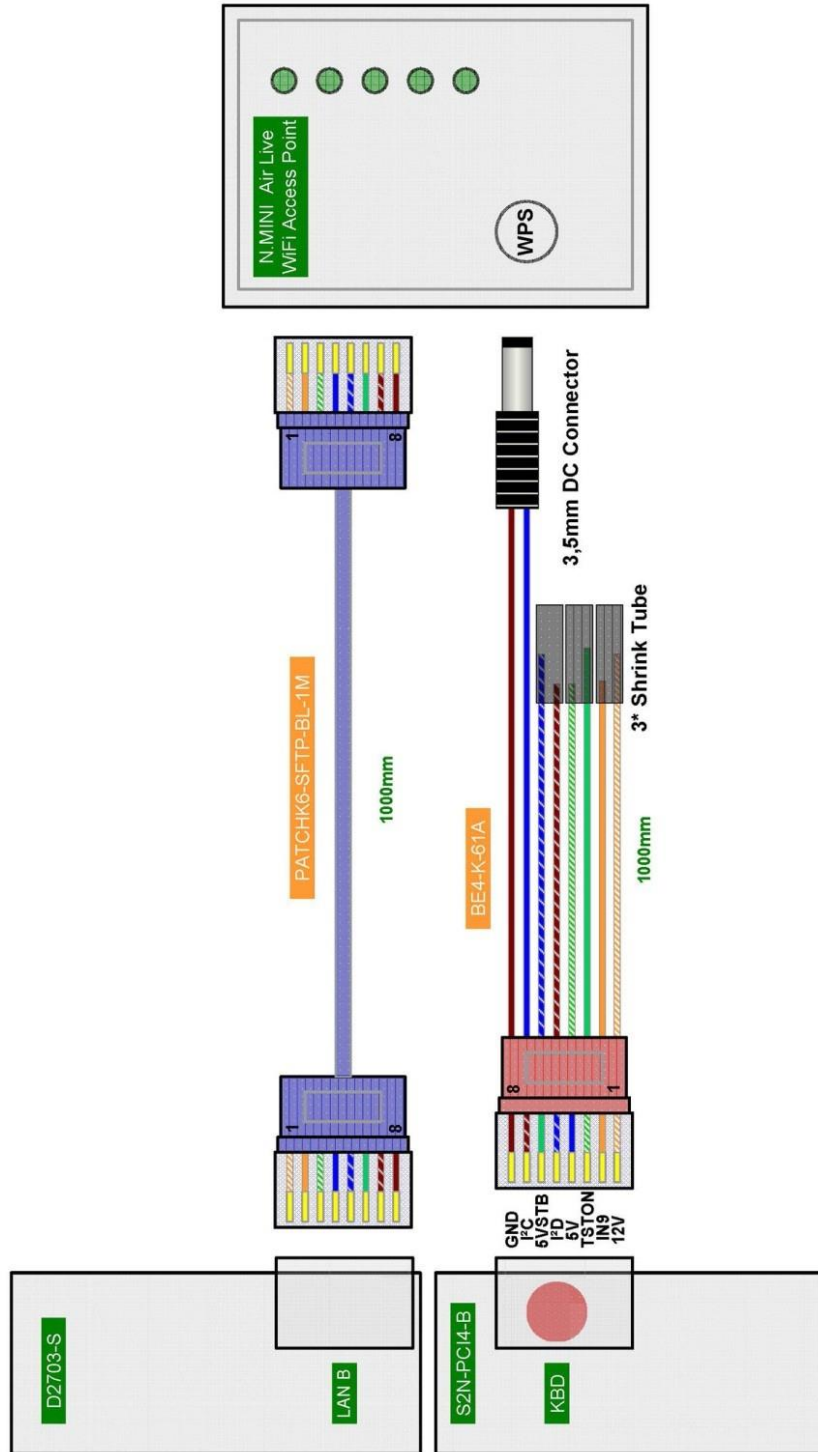 N.MINI Air Live
WiFi Access Point
WPS
1
8
3,5mm DC Connector
PATCHK6-SFTP-BL-1M
1000mm
3* Shrink Tube
BE4-K-61A
1000mm
1
8
8
1
GND
I²C
5VSTB
I²D
5V
TSTON
IN9
12V
D2703-S
LAN B
S2N-PCI4-B
KBD